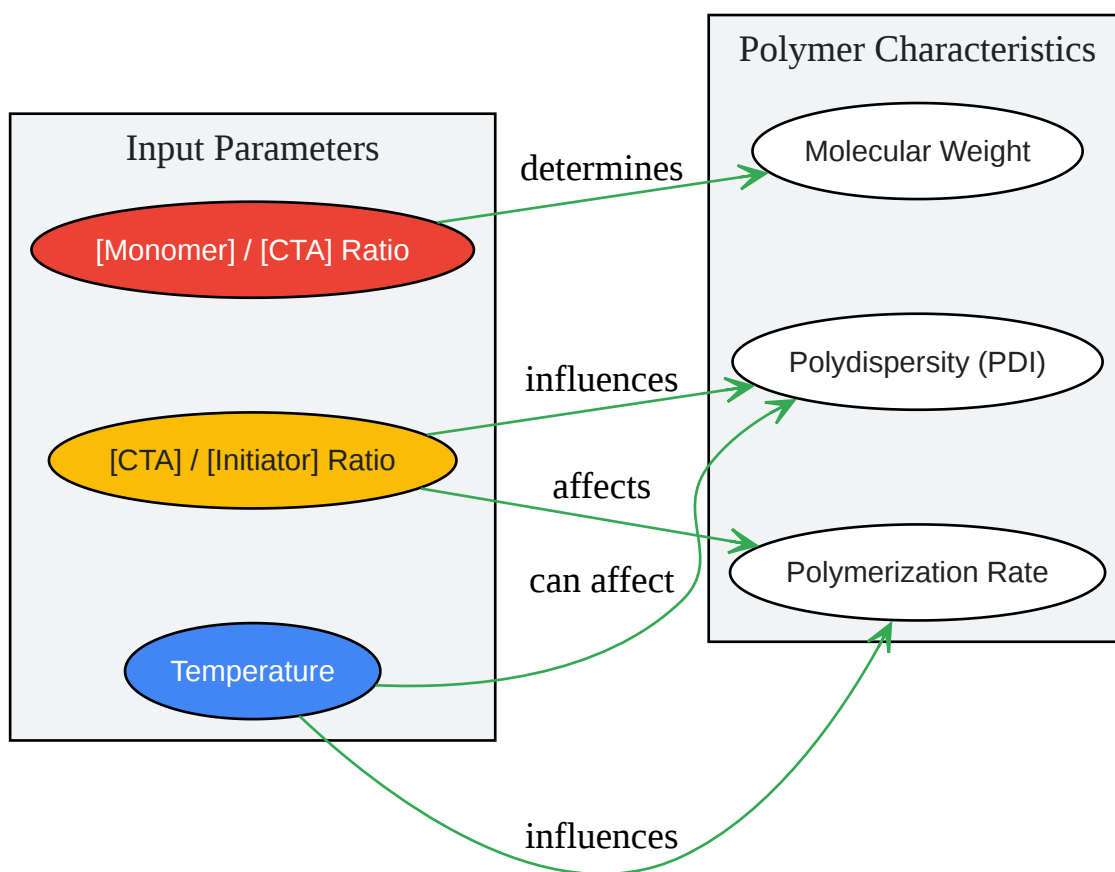 Polymer Characteristics
Input Parameters
determines
Molecular Weight
[Monomer] / [CTA] Ratio
influences
Polydispersity (PDI)
[CTA] / [Initiator] Ratio
affects
can affect
Polymerization Rate
Temperature
influences